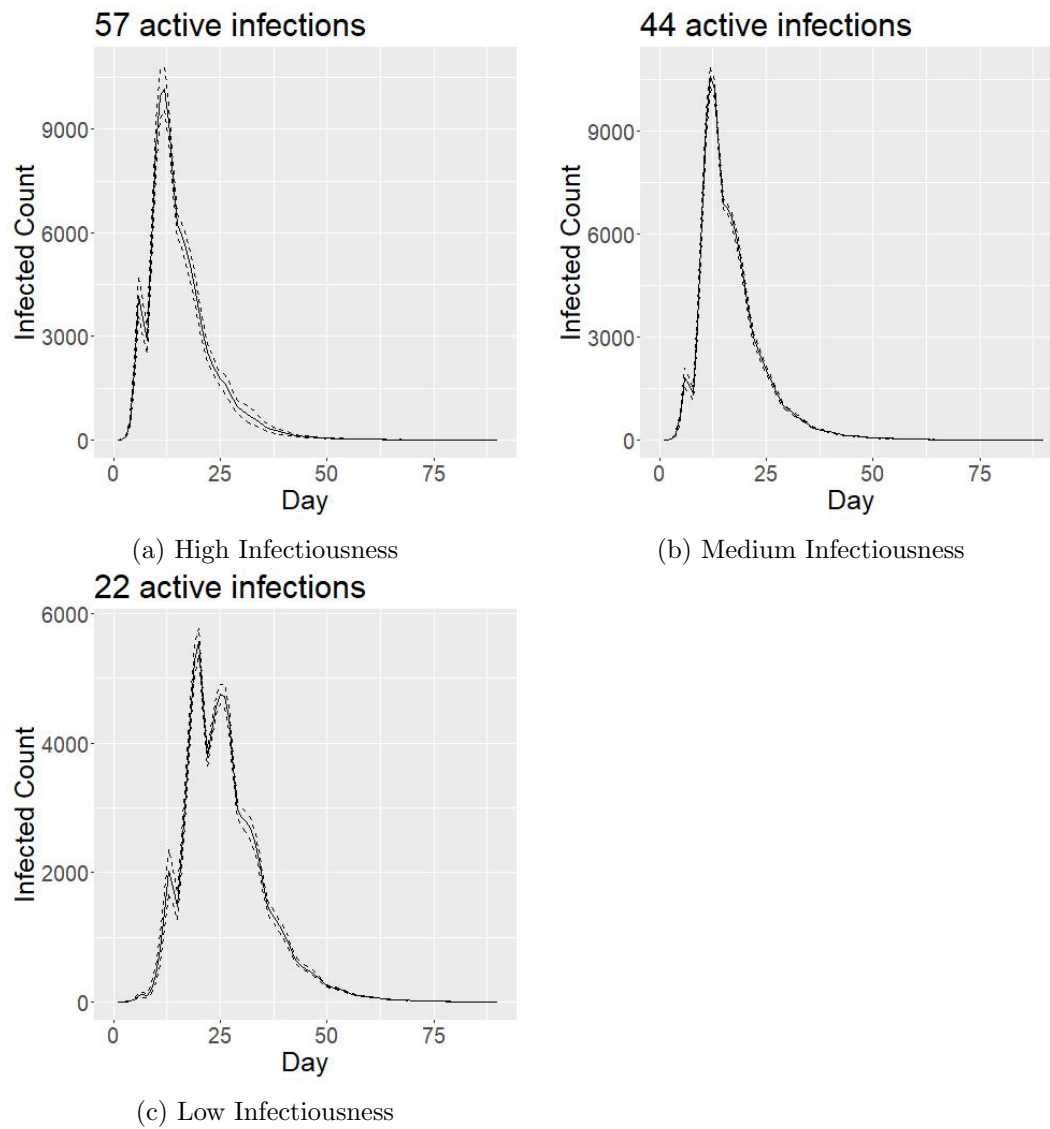 57 active infections
9000
6000
3000
0
Infected Count
0 25 50 75
Day
(a) High Infectiousness
44 active infections
9000
6000
3000
0
Infected Count
0 25 50 75
Day
(b) Medium Infectiousness
22 active infections
6000
4000
2000
0
Infected Count
0 25 50 75
Day
(c) Low Infectiousness